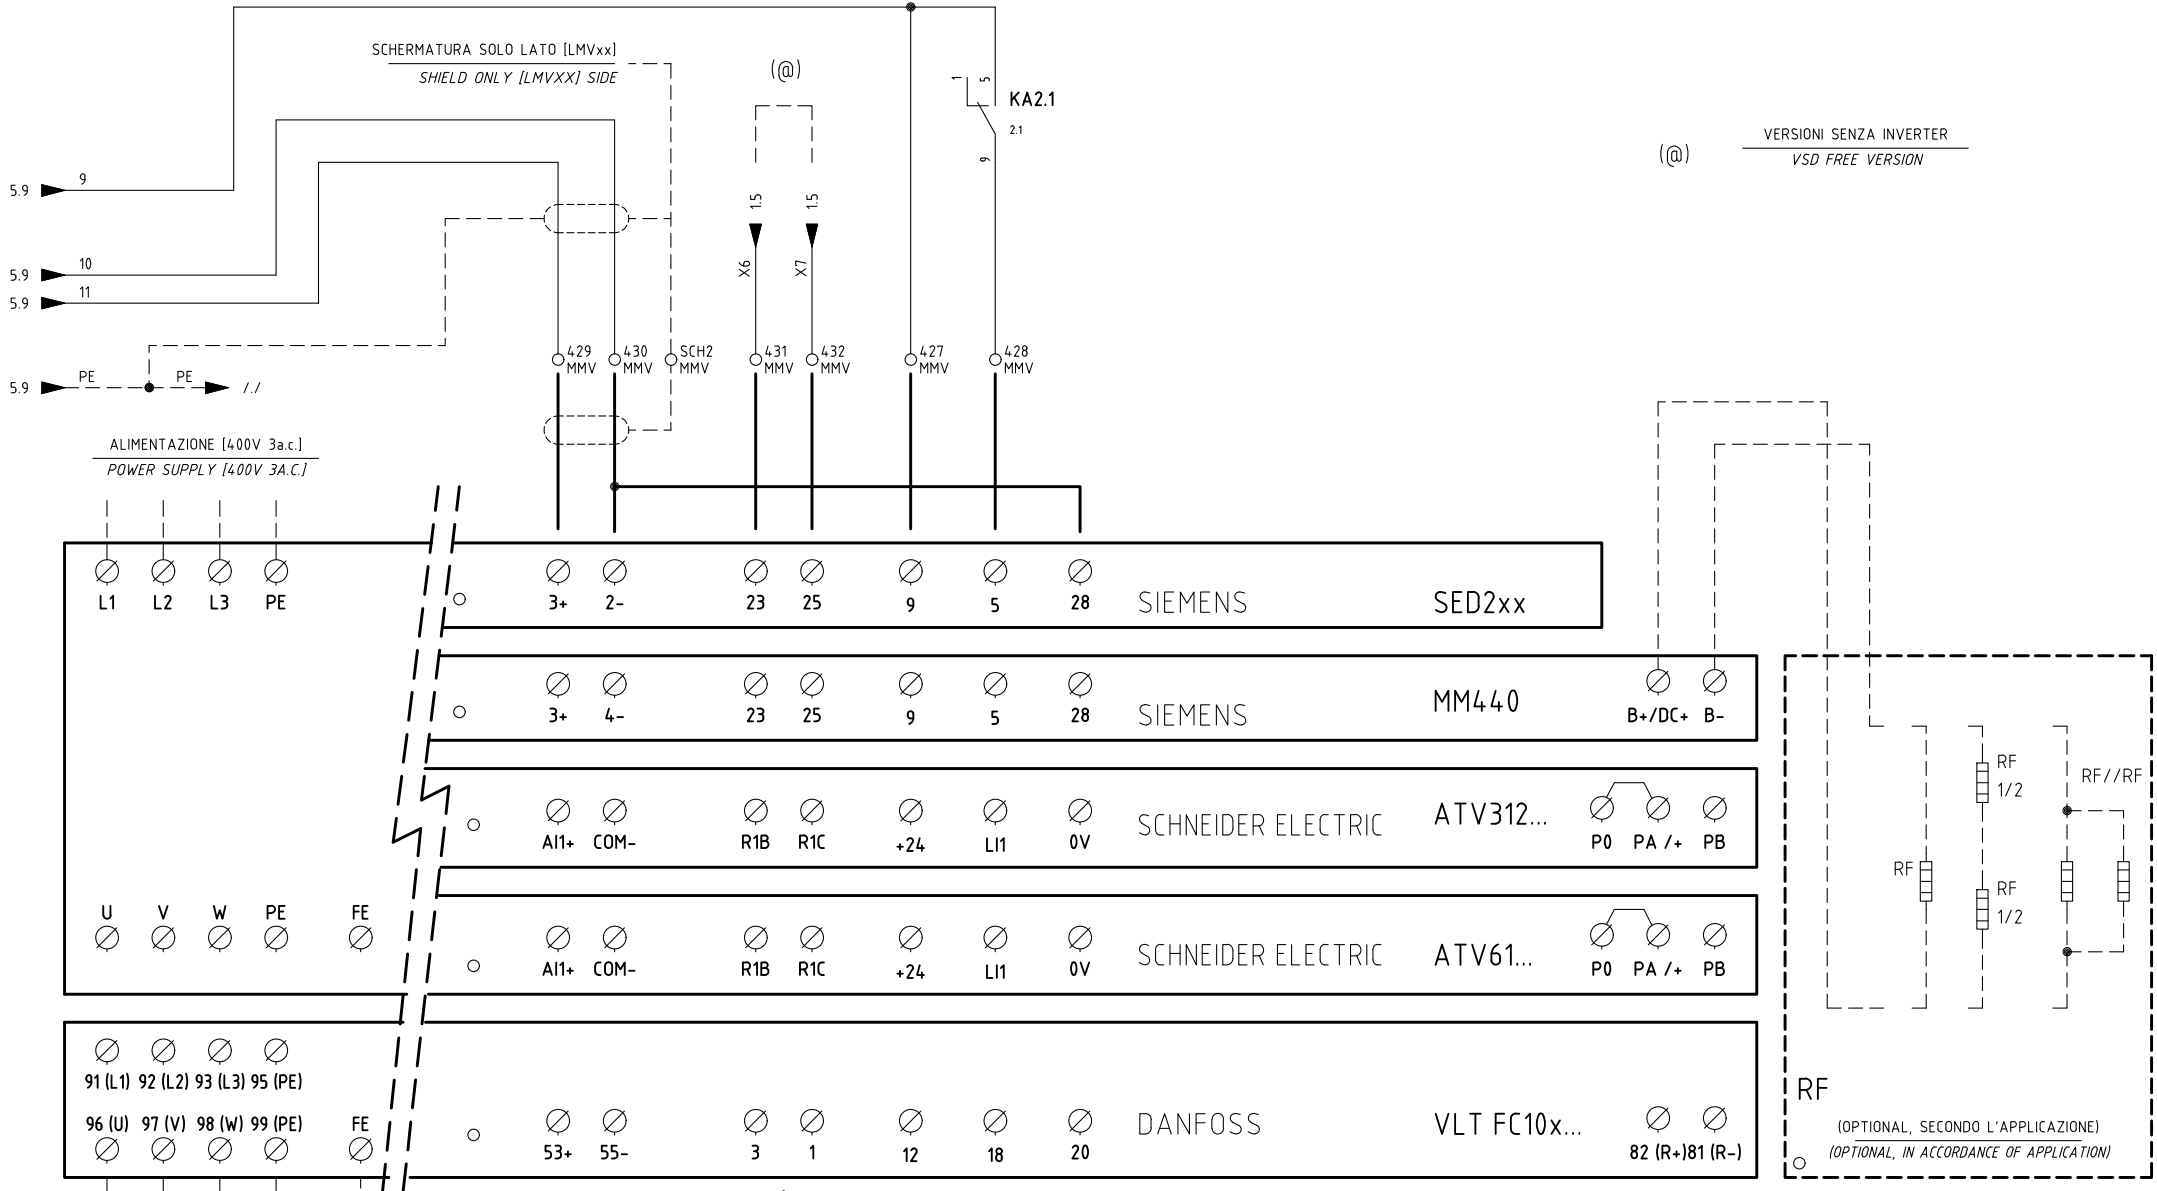 SCHERMATURA SOLO LATO [LMVxx]
SHIELD ONLY [LMVXX] SIDE
(@)
1
5
KA2.1
2.1
9
(@)
VERSIONI SENZA INVERTER
VSD FREE VERSION
5.9
9
5.9
10
5.9
11
1.5
1.5
X6
X7
429
MMV
430
MMV
SCH2
MMV
431
MMV
432
MMV
427
MMV
428
MMV
5.9
PE
PE
/./
ALIMENTAZIONE [400V 3a.c.]
POWER SUPPLY [400V 3A.C.]
L1 L2 L3 PE
3+ 2- 23 25 9 5 28
SIEMENS
SED2xx
3+ 4- 23 25 9 5 28
SIEMENS
MM440
B+/DC+ B-
AI1+ COM- R1B R1C +24 LI1 0V
SCHNEIDER ELECTRIC
ATV312...
P0 PA /+ PB
U V W PE FE
AI1+ COM- R1B R1C +24 LI1 0V
SCHNEIDER ELECTRIC
ATV61...
P0 PA /+ PB
91 (L1) 92 (L2) 93 (L3) 95 (PE)
96 (U) 97 (V) 98 (W) 99 (PE) FE
53+ 55- 3 1 12 18 20
DANFOSS
VLT FC10x...
82 (R+) 81 (R-)
RF
RF
1/2
RF
1/2
RF//RF
RF
(OPTIONAL, SECONDO L'APPLICAZIONE)
(OPTIONAL, IN ACCORDANCE OF APPLICATION)